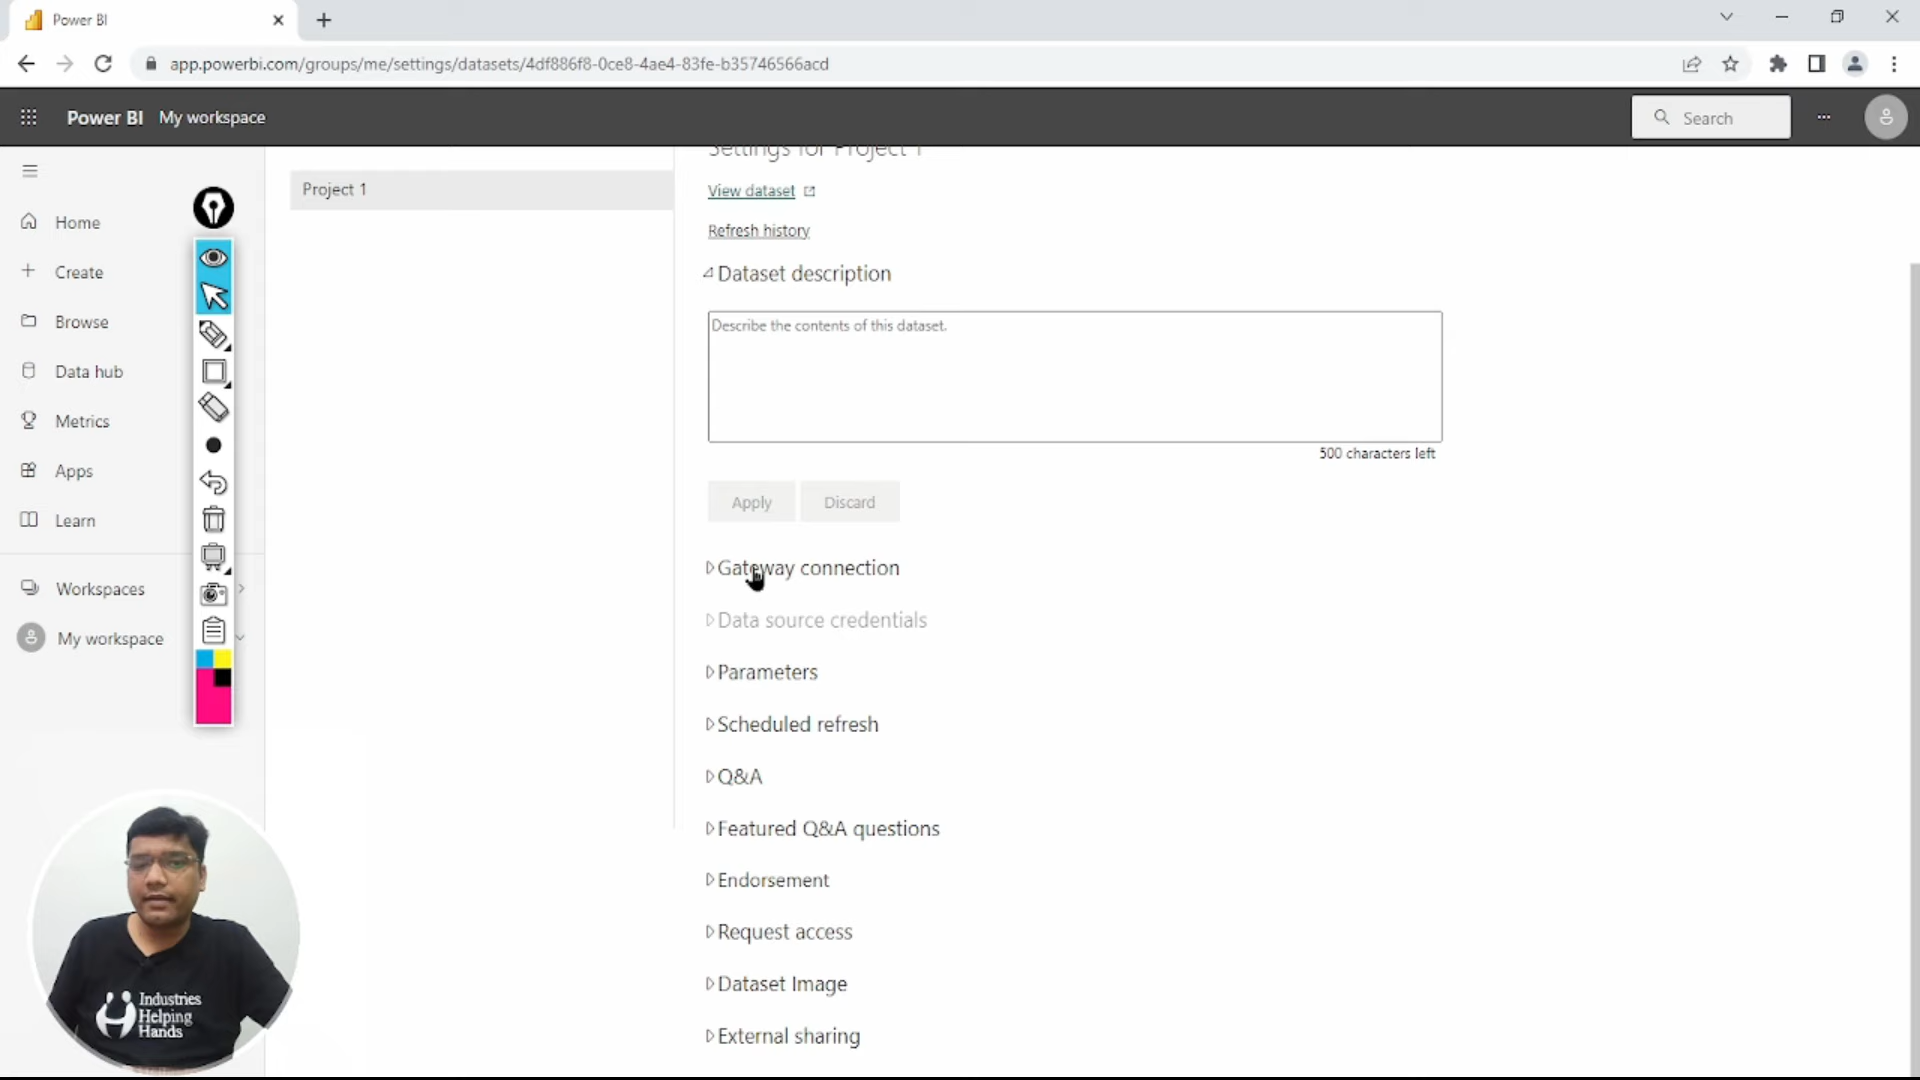 Power BI
app.powerbi.com/groups/me/settings/datasets/4df886f8-0ce8-4ae4-83fe-b35746566acd
Power BI My workspace
Search
Home
Create
Browse
Data hub
Metrics
Apps
Learn
Workspaces
My workspace
Project 1
Settings for Project 1
View dataset
Refresh history
Dataset description
Describe the contents of this dataset.
500 characters left
Apply Discard
Gateway connection
Data source credentials
Parameters
Scheduled refresh
Q&A
Featured Q&A questions
Endorsement
Request access
Dataset Image
External sharing
Industries
Helping
Hands